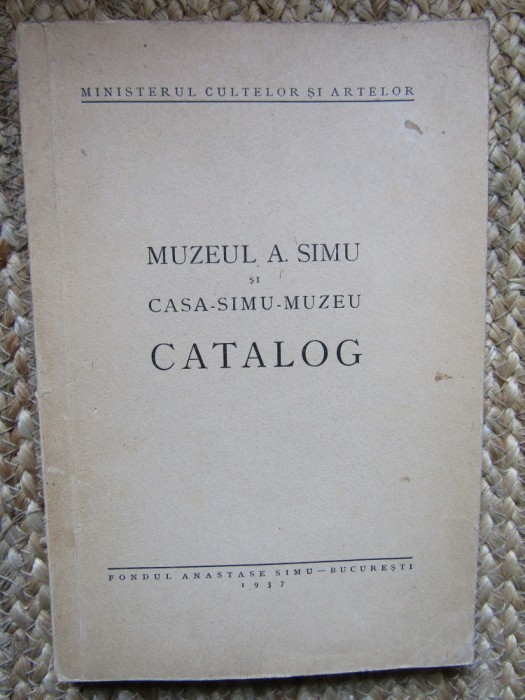 MINISTERUL CULTELOR ȘI ARTELOR
MUZEUL A. SIMU
ȘI
CASA-SIMU-MUZEU
CATALOG
FONDUL ANASTASE SIMU — BUCUREȘTI
1937